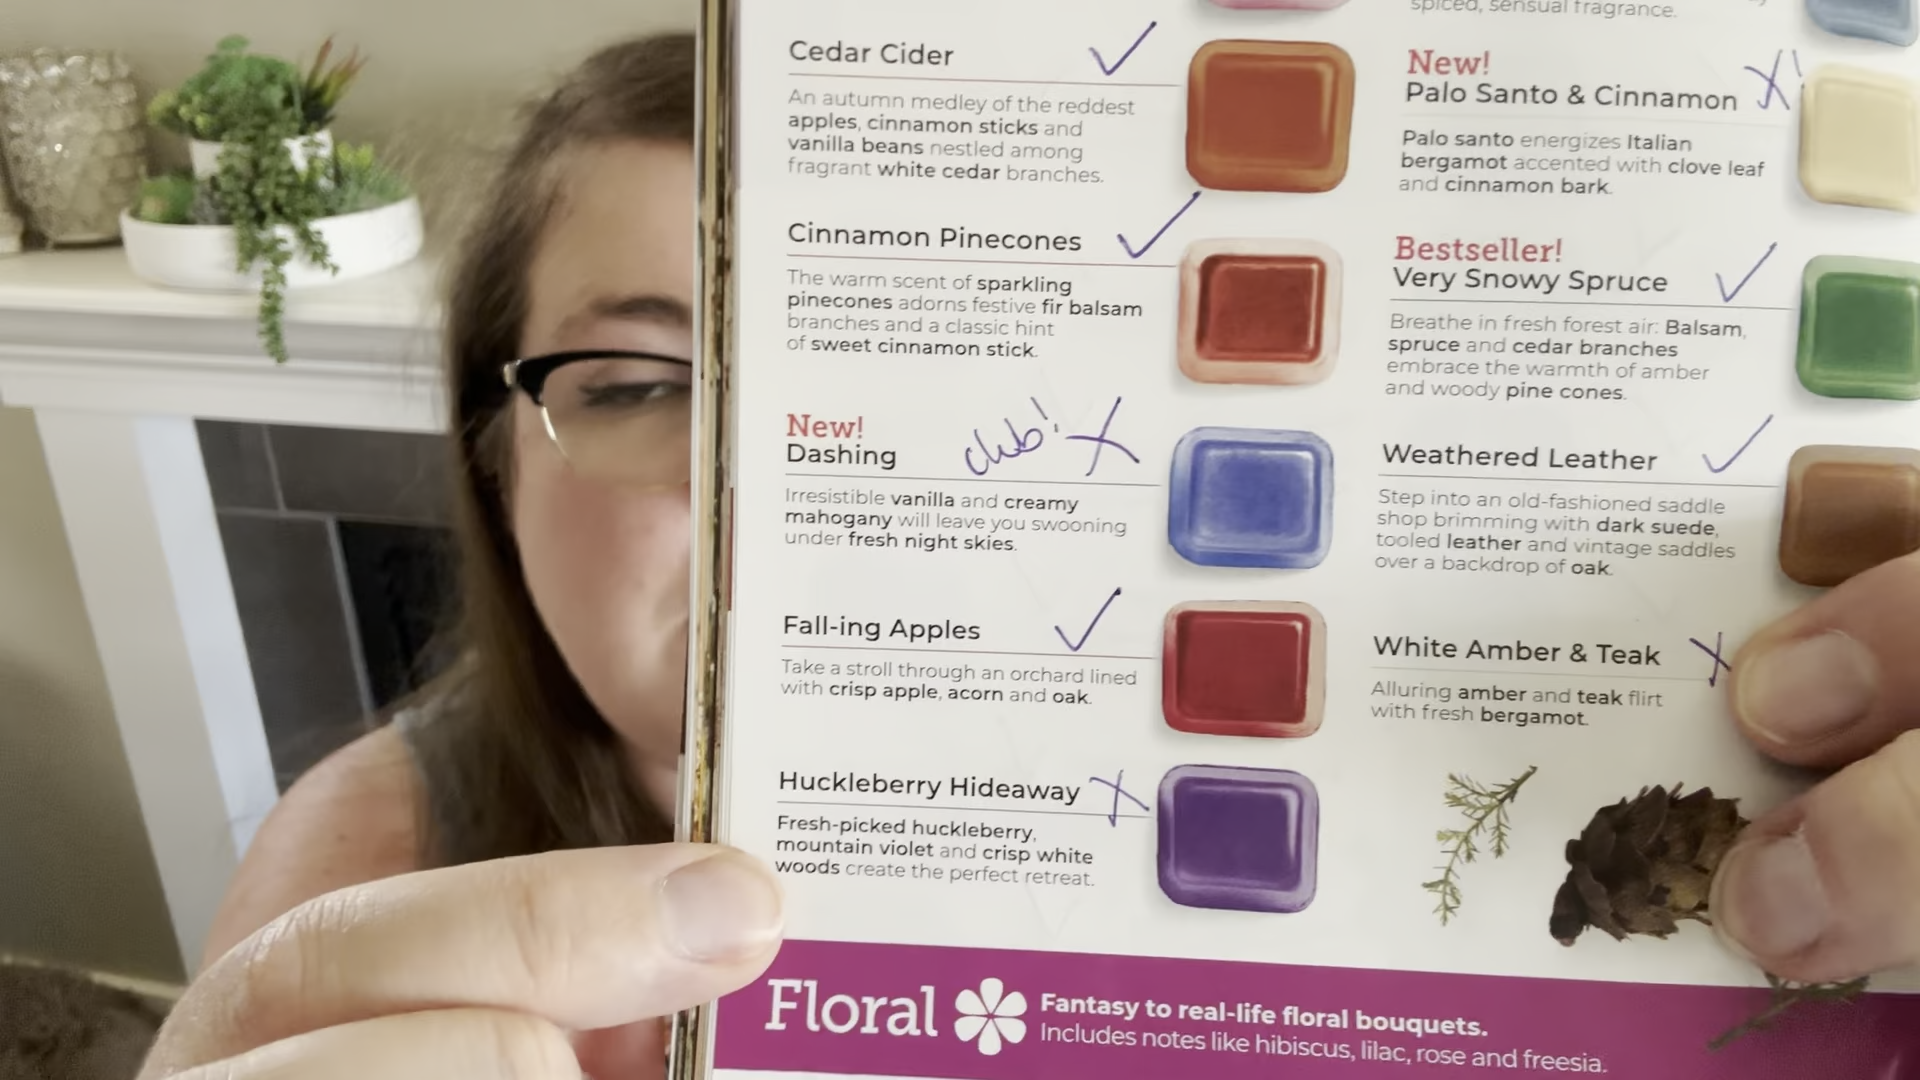 Cedar Cider
An autumn medley of the reddest
apples, cinnamon sticks and
vanilla beans nestled among
fragrant white cedar branches.
Cinnamon Pinecones
The warm scent of sparkling
pinecones adorns festive fir balsam
branches and a classic hint
of sweet cinnamon stick.
New!
Dashing
club!
Irresistible vanilla and creamy
mahogany will leave you swooning
under fresh night skies.
Fall-ing Apples
Take a stroll through an orchard lined
with crisp apple, acorn and oak.
Huckleberry Hideaway
Fresh-picked huckleberry,
mountain violet and crisp white
woods create the perfect retreat.
spiced, sensual fragrance.
New!
Palo Santo & Cinnamon
Palo santo energizes Italian
bergamot accented with clove leaf
and cinnamon bark.
Bestseller!
Very Snowy Spruce
Breathe in fresh forest air: Balsam,
spruce and cedar branches
embrace the warmth of amber
and woody pine cones.
Weathered Leather
Step into an old-fashioned saddle
shop brimming with dark suede,
tooled leather and vintage saddles
over a backdrop of oak.
White Amber & Teak
Alluring amber and teak flirt
with fresh bergamot.
Floral
Fantasy to real-life floral bouquets.
Includes notes like hibiscus, lilac, rose and freesia.